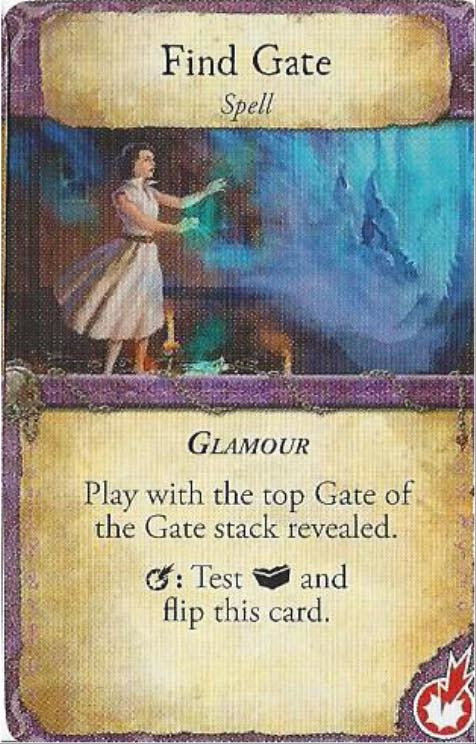 Find Gate
Spell
GLAMOUR
Play with the top Gate of
the Gate stack revealed.
: Test and
flip this card.